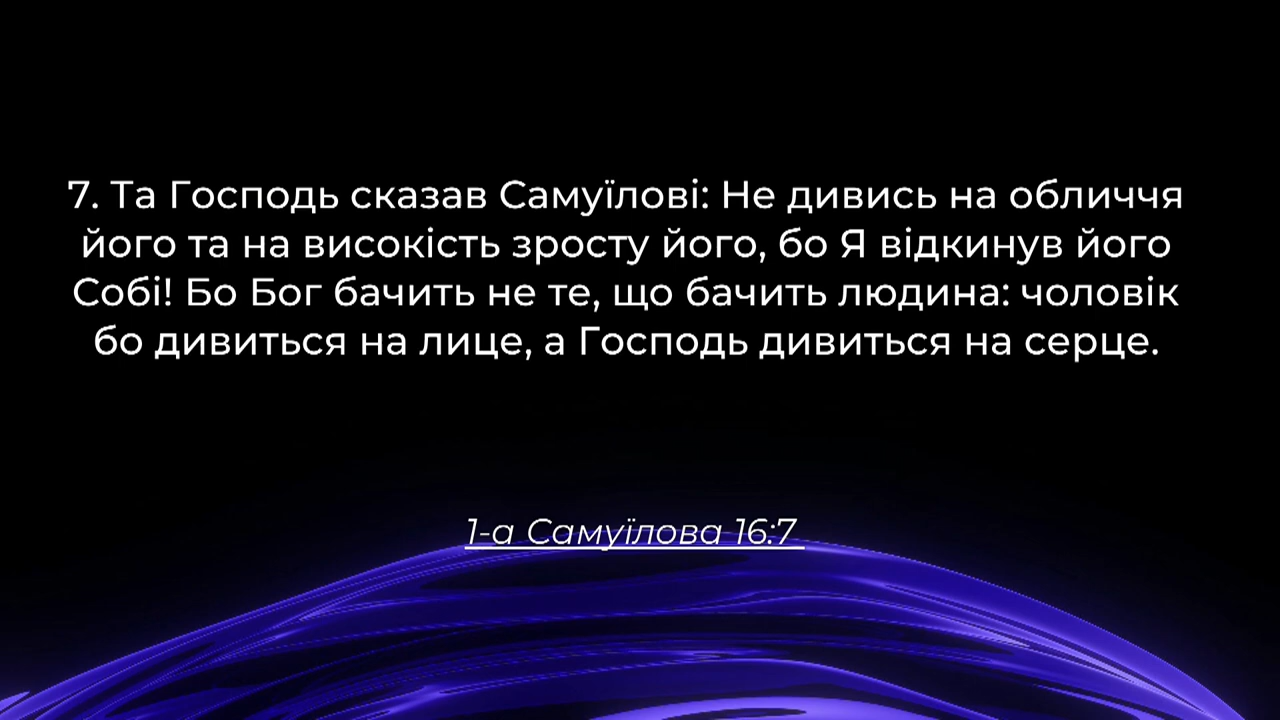 7. Та Господь сказав Самуїлові: Не дивись на обличчя
його та на високість зросту його, бо Я відкинув його
Собі! Бо Бог бачить не те, що бачить людина: чоловік
бо дивиться на лице, а Господь дивиться на серце.
1-а Самуїлова 16:7